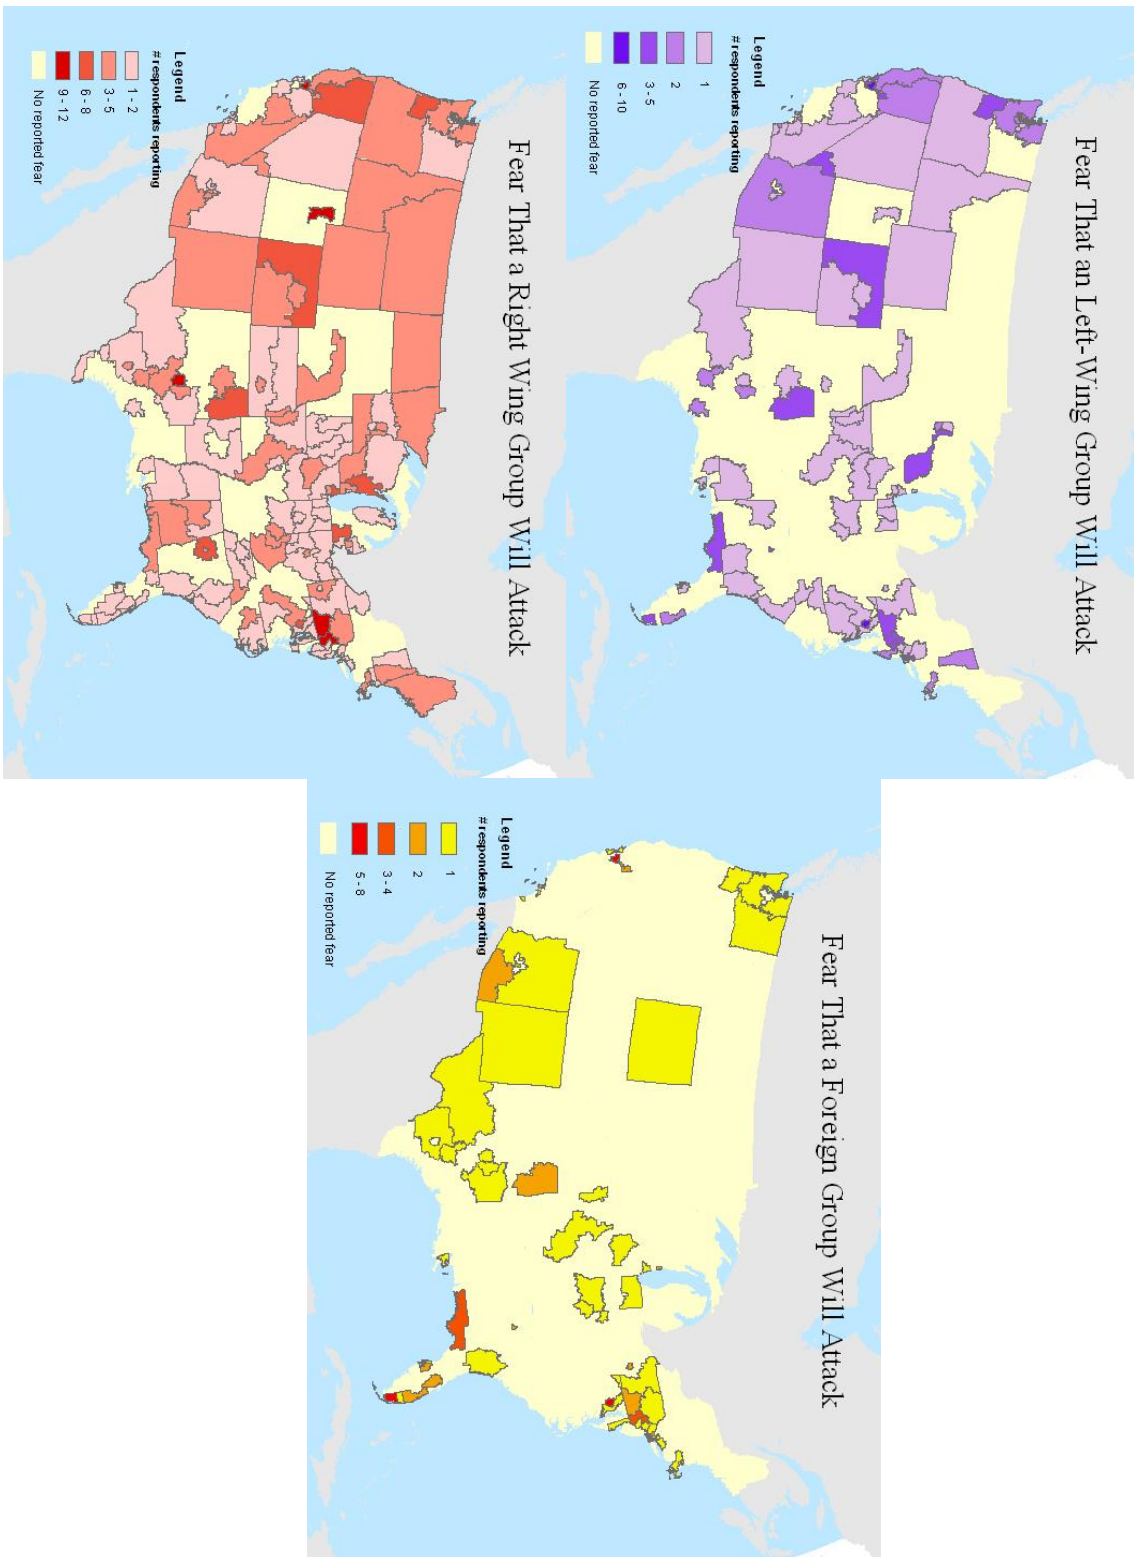 Fear That a Right Wing Group Will Attack
Legend
# respondents reporting
1 - 2
3 - 5
6 - 8
9 - 12
No reported fear
Fear That an Left-Wing Group Will Attack
Legend
# respondents reporting
1
2
3 - 5
6 - 10
No reported fear
Fear That a Foreign Group Will Attack
Legend
# respondents reporting
1
2
3 - 4
5 - 8
No reported fear